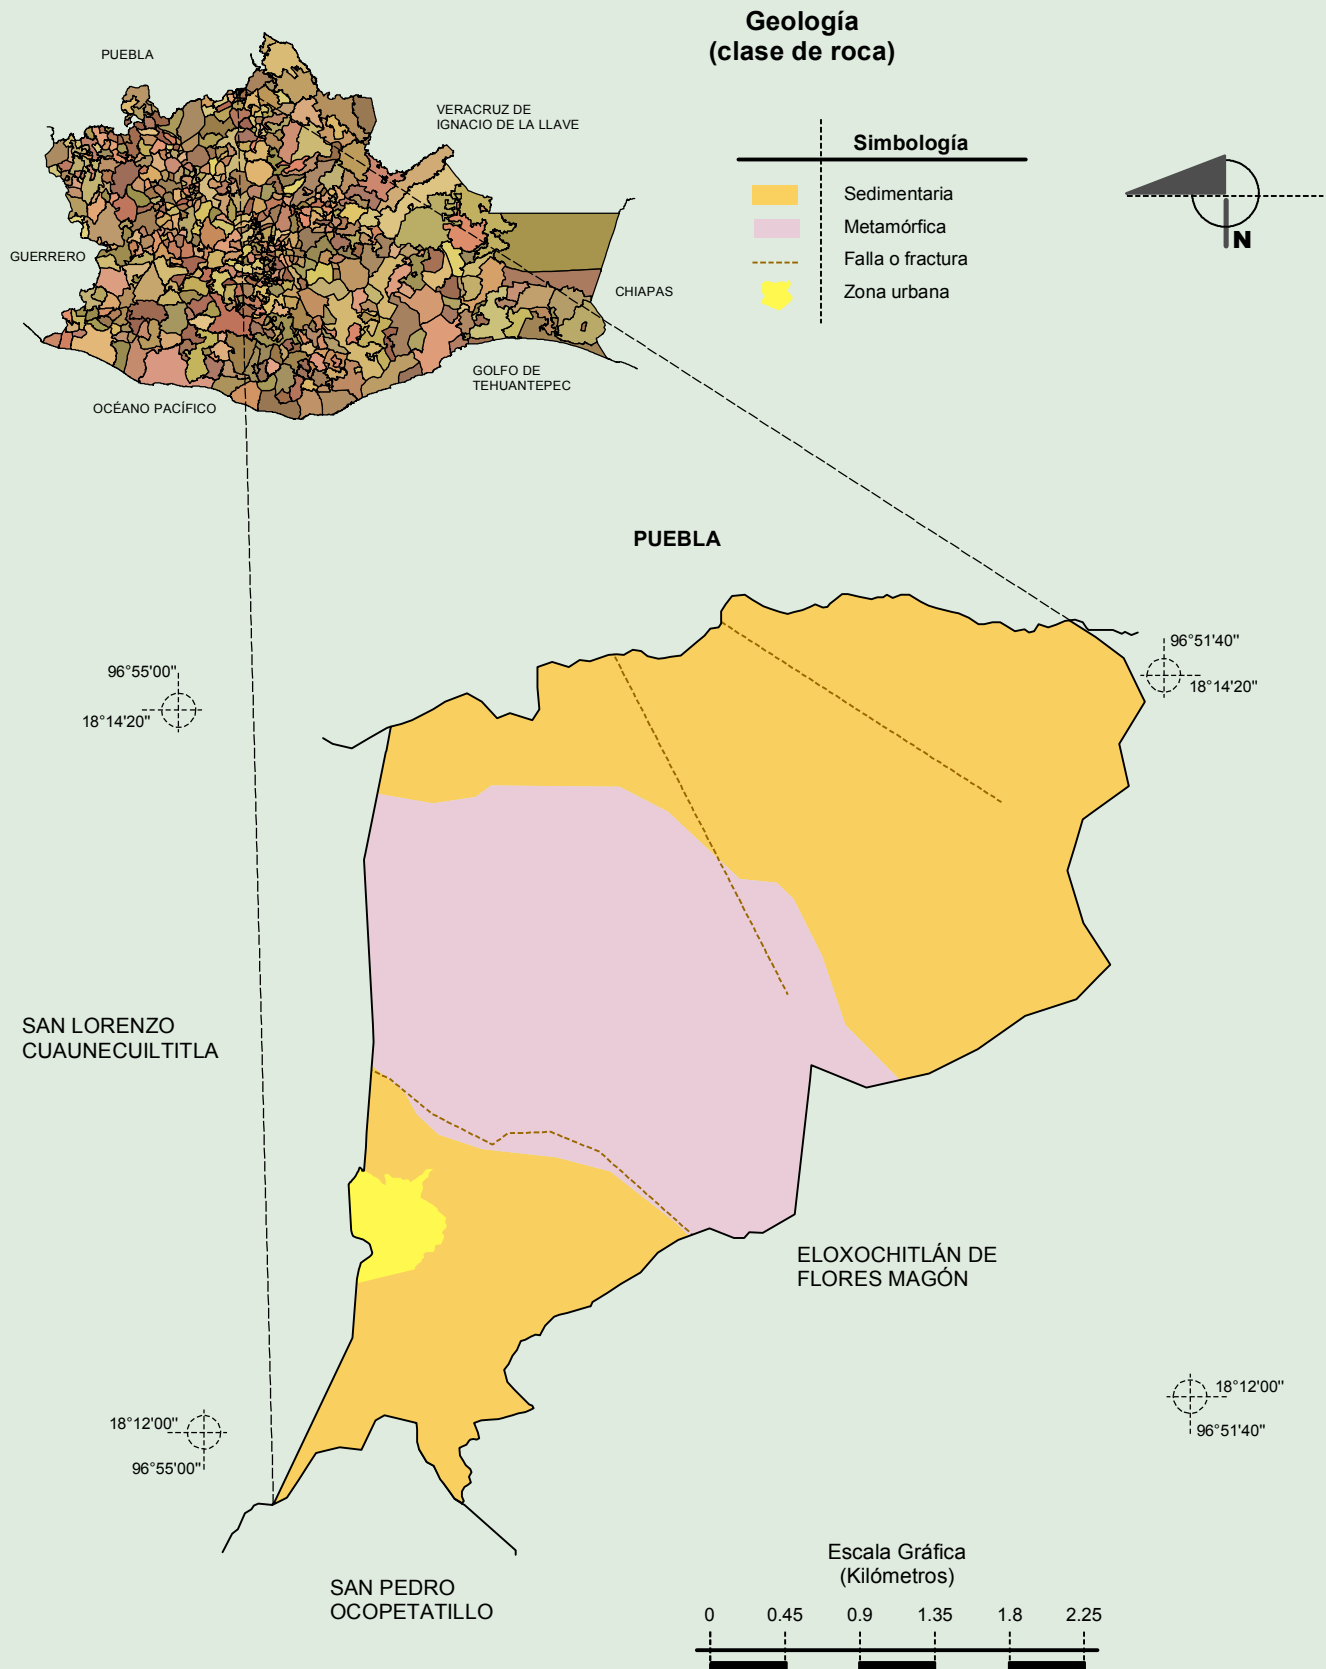 Geología
(clase de roca)
PUEBLA
VERACRUZ DE
IGNACIO DE LA LLAVE
GUERRERO
CHIAPAS
GOLFO DE
TEHUANTEPEC
OCÉANO PACÍFICO
Simbología
Sedimentaria
Metamórfica
Falla o fractura
Zona urbana
N
PUEBLA
96°55'00"
18°14'20"
96°51'40"
18°14'20"
SAN LORENZO
CUAUNECUILTITLA
ELOXOCHITLÁN DE
FLORES MAGÓN
18°12'00"
96°55'00"
18°12'00"
96°51'40"
SAN PEDRO
OCOPETATILLO
Escala Gráfica
(Kilómetros)
0 0.45 0.9 1.35 1.8 2.25